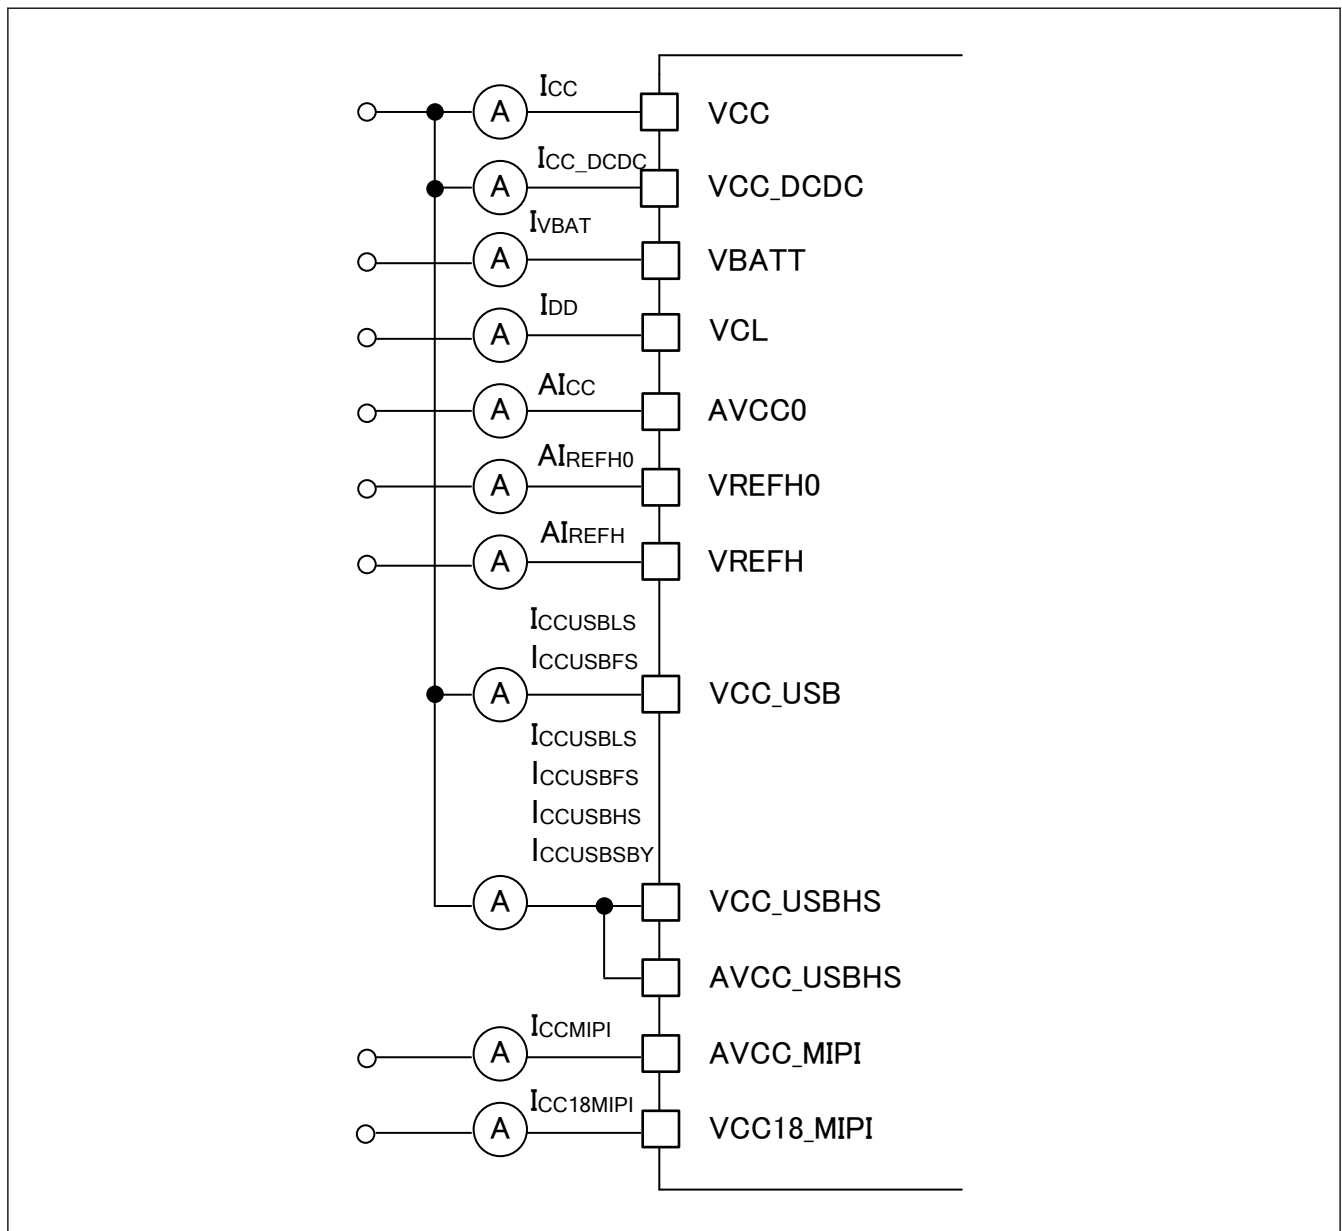 ICC
A VCC
ICC_DCDC
A VCC_DCDC
IVBAT
A VBATT
IDD
A VCL
AICC
A AVCC0
AIREFH0
A VREFH0
AIREFH
A VREFH
ICCUSBLS
ICCUSBFS
A VCC_USB
ICCUSBLS
ICCUSBFS
ICCUSBHS
ICCUSBSBY
A VCC_USBHS
AVCC_USBHS
ICCMIPI
A AVCC_MIPI
ICC18MIPI
A VCC18_MIPI